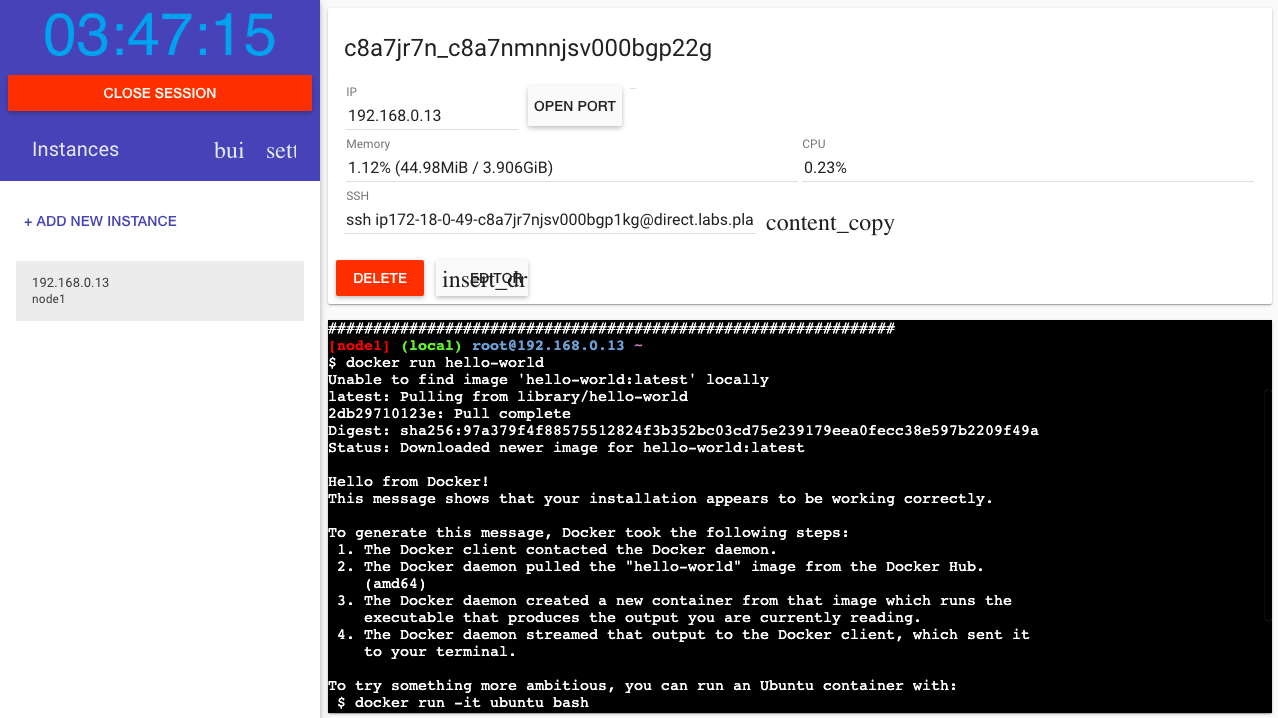 03:47:15
CLOSE SESSION
Instances
bui
sett
+ ADD NEW INSTANCE
192.168.0.13
node1
c8a7jr7n_c8a7nmnnjsv000bgp22g
IP
192.168.0.13
OPEN PORT
Memory
1.12% (44.98MiB / 3.906GiB)
CPU
0.23%
SSH
ssh ip172-18-0-49-c8a7jr7njsv000bgp1kg@direct.labs.pla
content_copy
DELETE
insert_dr
EDITOR
###############################################################
[node1] (local) root@192.168.0.13 ~
$ docker run hello-world
Unable to find image 'hello-world:latest' locally
latest: Pulling from library/hello-world
2db29710123e: Pull complete
Digest: sha256:97a379f4f88575512824f3b352bc03cd75e239179eea0fecc38e597b2209f49a
Status: Downloaded newer image for hello-world:latest
Hello from Docker!
This message shows that your installation appears to be working correctly.
To generate this message, Docker took the following steps:
1. The Docker client contacted the Docker daemon.
2. The Docker daemon pulled the "hello-world" image from the Docker Hub.
(amd64)
3. The Docker daemon created a new container from that image which runs the
executable that produces the output you are currently reading.
4. The Docker daemon streamed that output to the Docker client, which sent it
to your terminal.
To try something more ambitious, you can run an Ubuntu container with:
$ docker run -it ubuntu bash